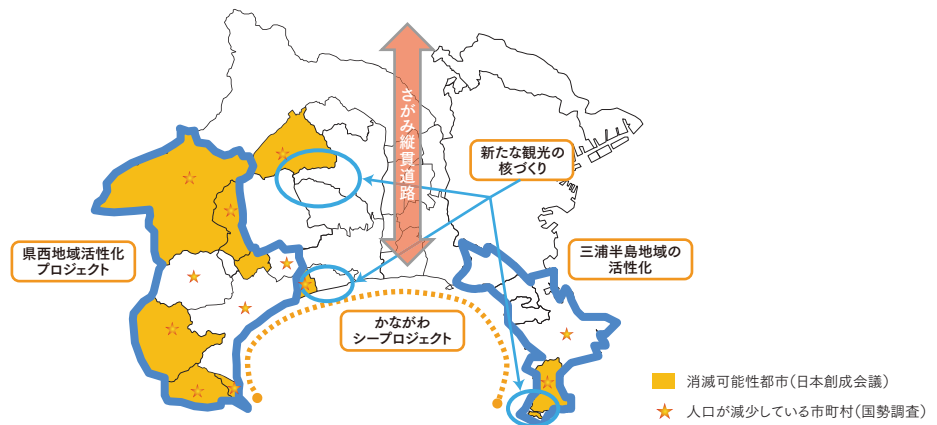 さがみ縦貫道路
新たな観光の
核づくり
県西地域活性化
プロジェクト
三浦半島地域の
活性化
かながわ
シープロジェクト
消滅可能性都市（日本創成会議）
人口が減少している市町村（国勢調査）